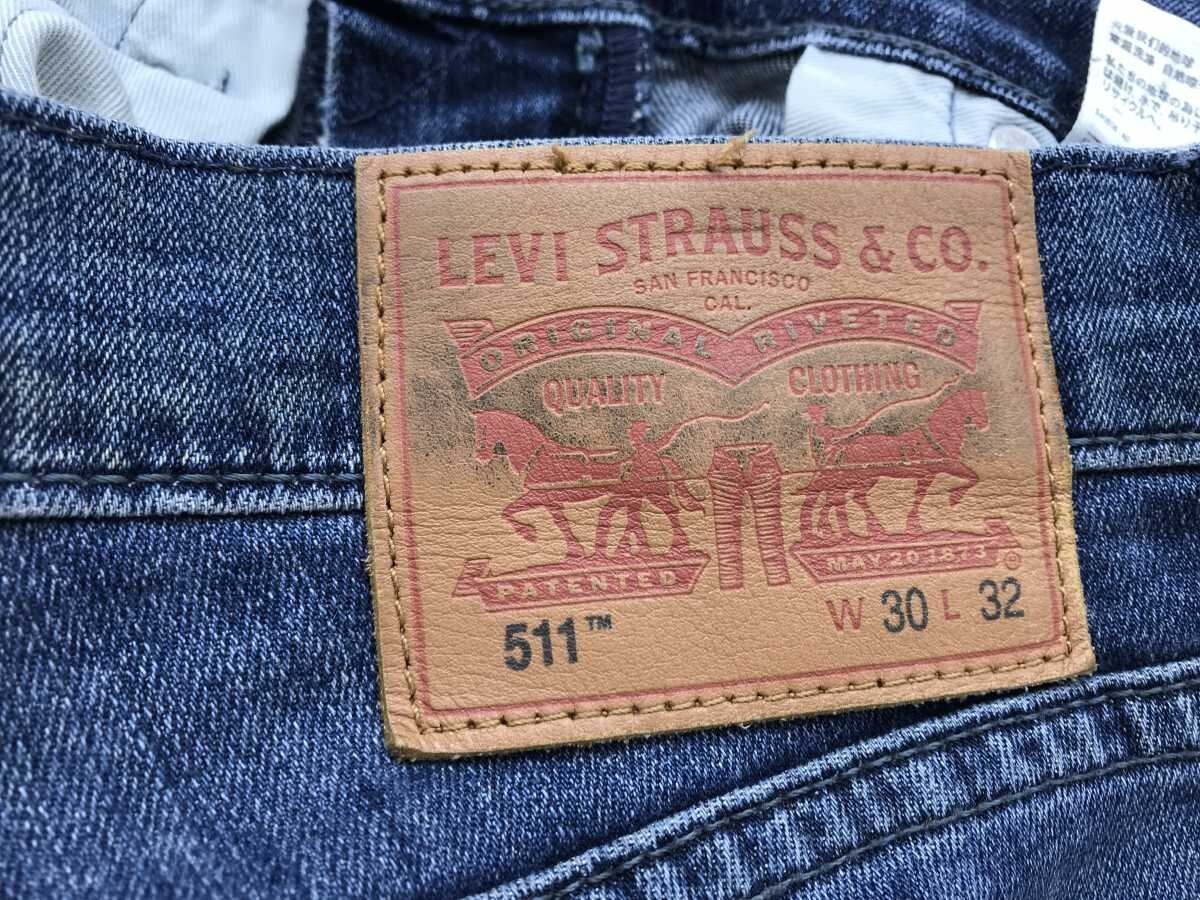 LEVI STRAUSS & CO.
SAN FRANCISCO
CAL.
ORIGINAL RIVETED
QUALITY CLOTHING
PATENTED
MAY 20 1873 ®
511™
W 30 L 32